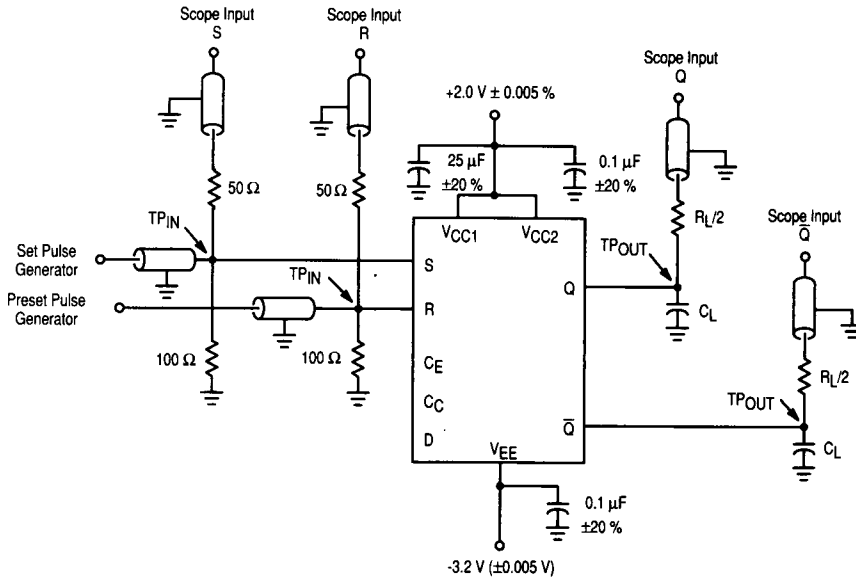 Scope Input
S
Scope Input
R
Scope Input
Q
+2.0 V ± 0.005 %
25 µF
±20 %
0.1 µF
±20 %
50 Ω
50 Ω
R_L/2
Scope Input
Q̅
TP_IN
V_CC1
V_CC2
TP_OUT
Set Pulse
Generator
TP_IN
S
Q
Preset Pulse
Generator
R
C_L
100 Ω
100 Ω
C_E
R_L/2
C_C
TP_OUT
D
Q̅
V_EE
C_L
0.1 µF
±20 %
-3.2 V (±0.005 V)